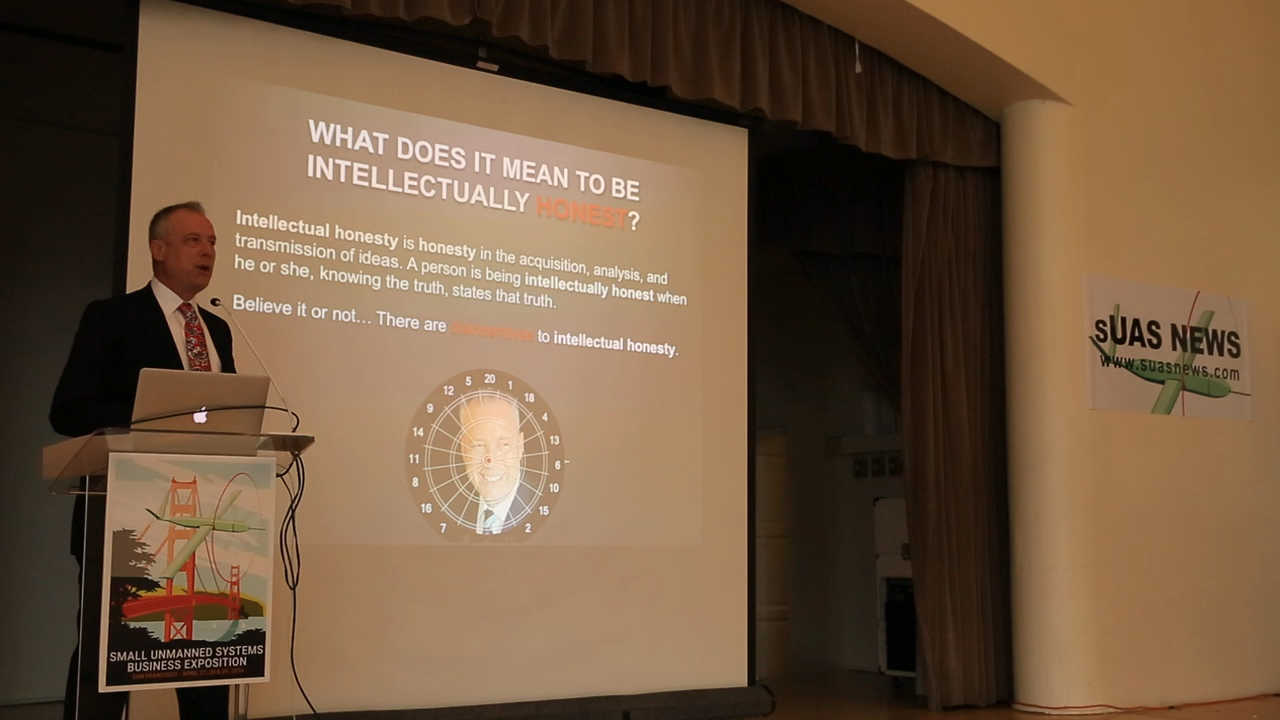 WHAT DOES IT MEAN TO BE
INTELLECTUALLY HONEST?
Intellectual honesty is honesty in the acquisition, analysis, and
transmission of ideas. A person is being intellectually honest when
he or she, knowing the truth, states that truth.
Believe it or not... There are to intellectual honesty.
5 20 1
12 18
9 4
14 13
11 6
8 10
16 15
7 2
sUAS NEWS
www.suasnews.com
SMALL UNMANNED SYSTEMS
BUSINESS EXPOSITION